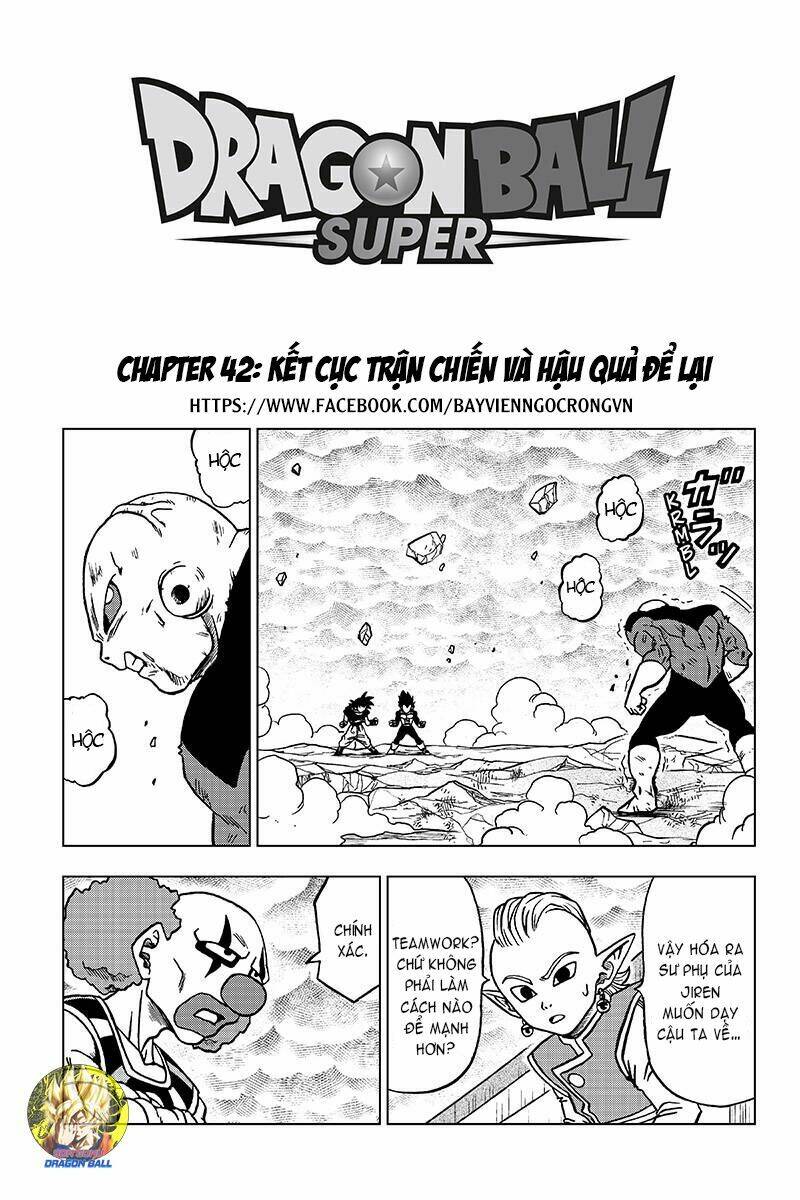 DRAGON BALL
SUPER
CHAPTER 42: KẾT CỤC TRẬN CHIẾN VÀ HẬU QUẢ ĐỂ LẠI
HTTPS://WWW.FACEBOOK.COM/BAYVIENNGOCRONGVN
HỘC
HỘC
HỘC
HỘC
ガラッ
KRMBL
CHÍNH
XÁC.
TEAMWORK?
CHỨ KHÔNG
PHẢI LÀM
CÁCH NÀO
ĐỂ MẠNH
HƠN?
VẬY HÓA RA
SƯ PHỤ CỦA
JIREN
MUỐN DẠY
CẬU TA VỀ...
DRAGON BALL